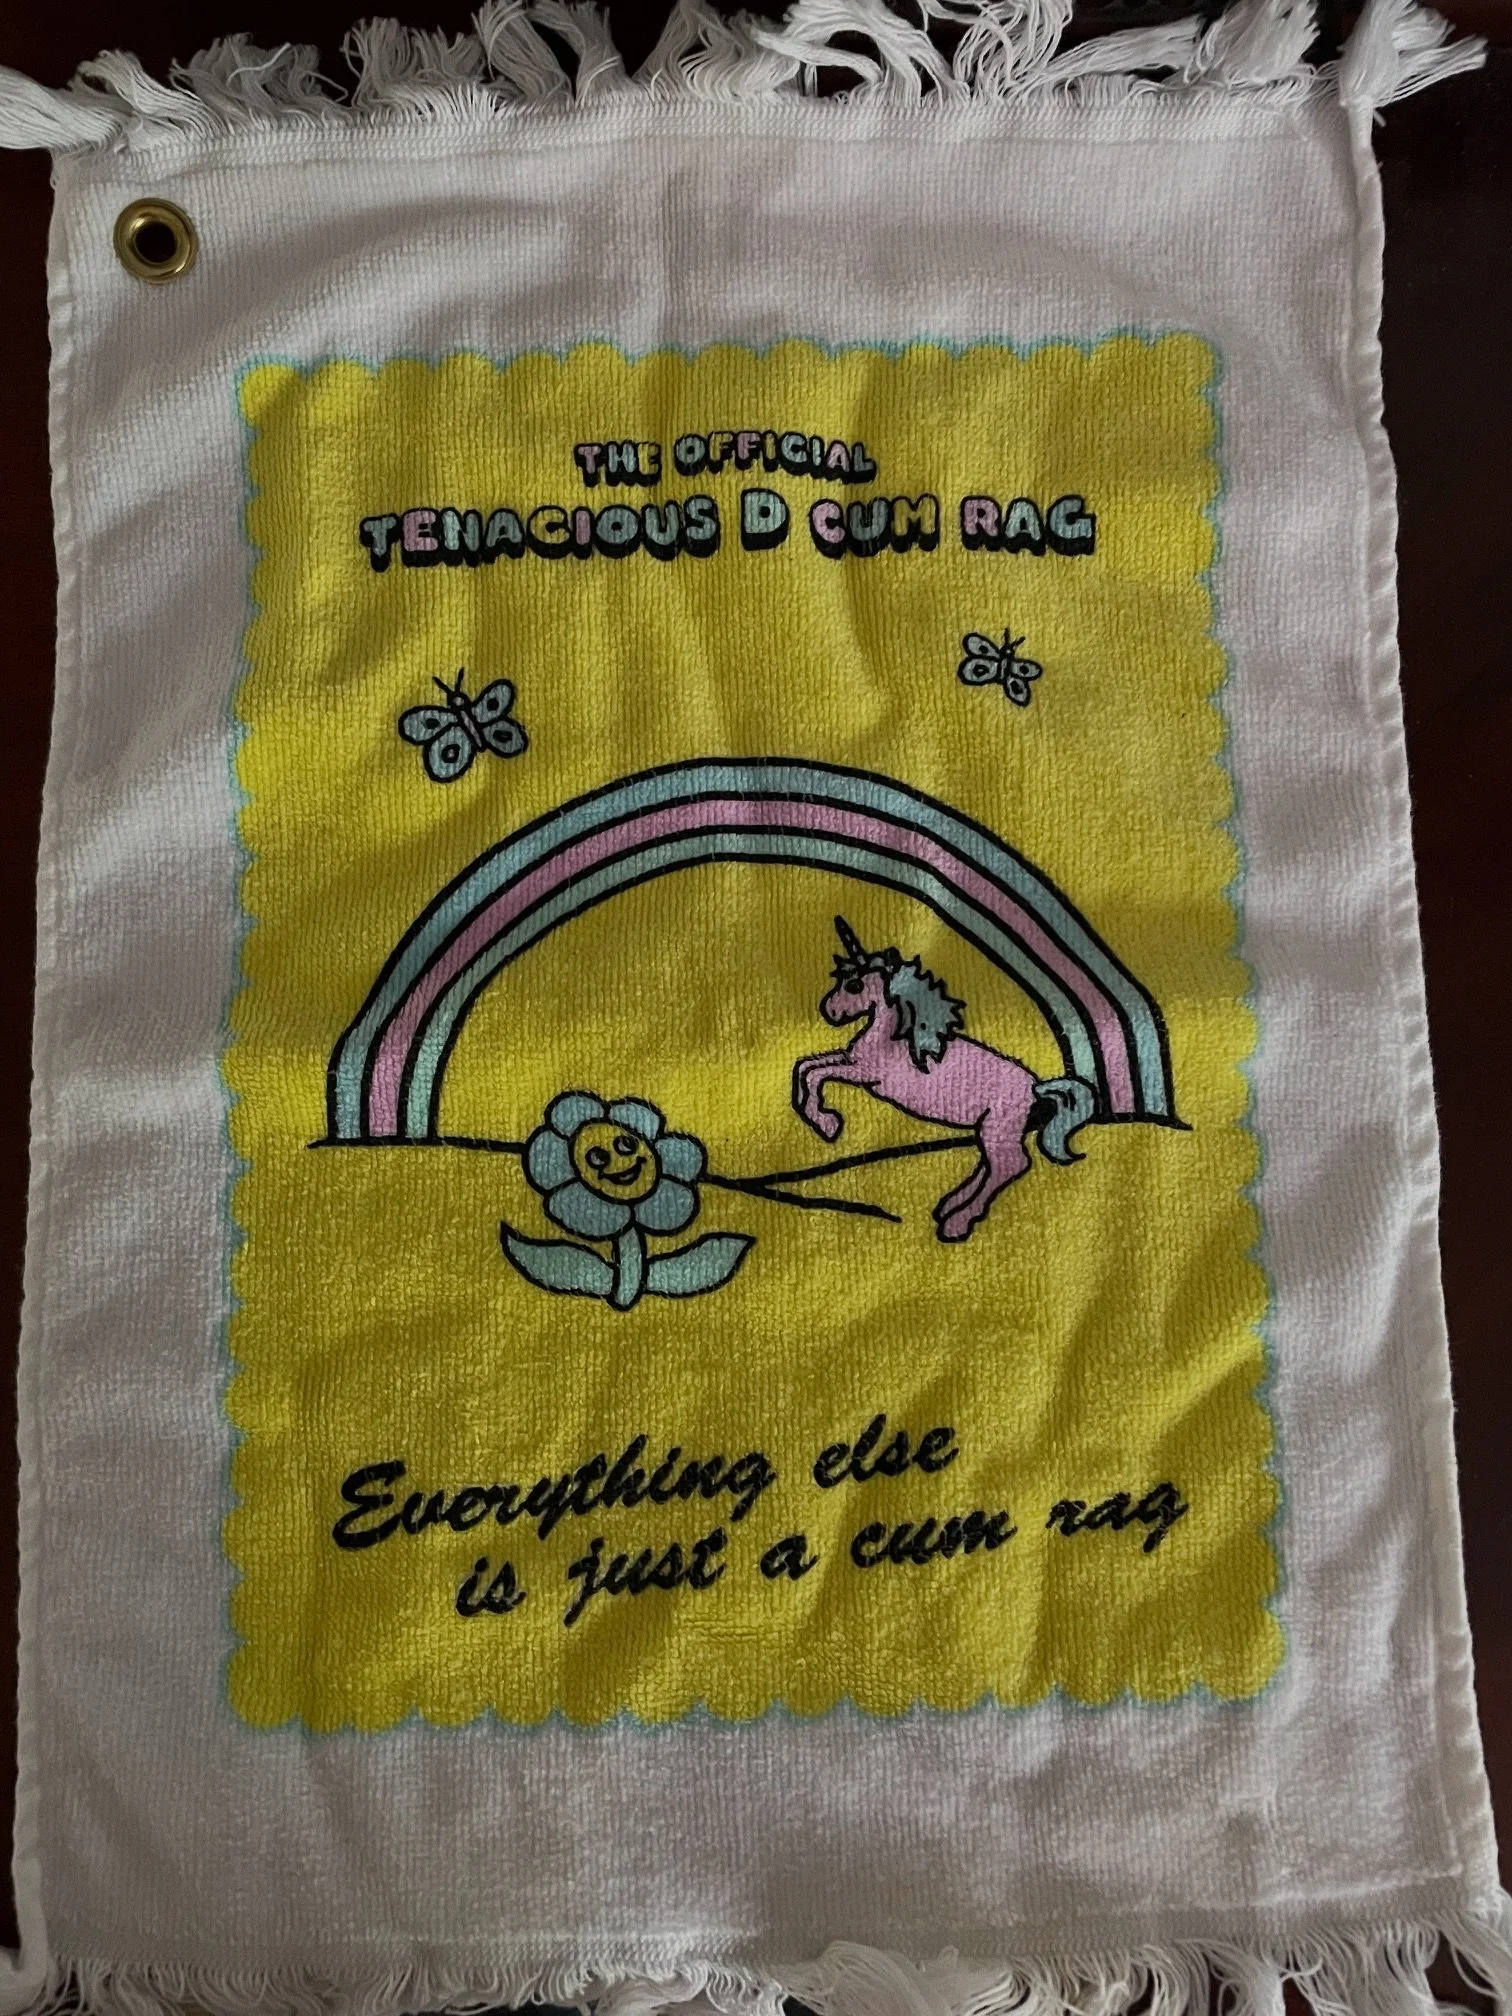 THE OFFICIAL
TENACIOUS D CUM RAG
Everything else
is just a cum rag